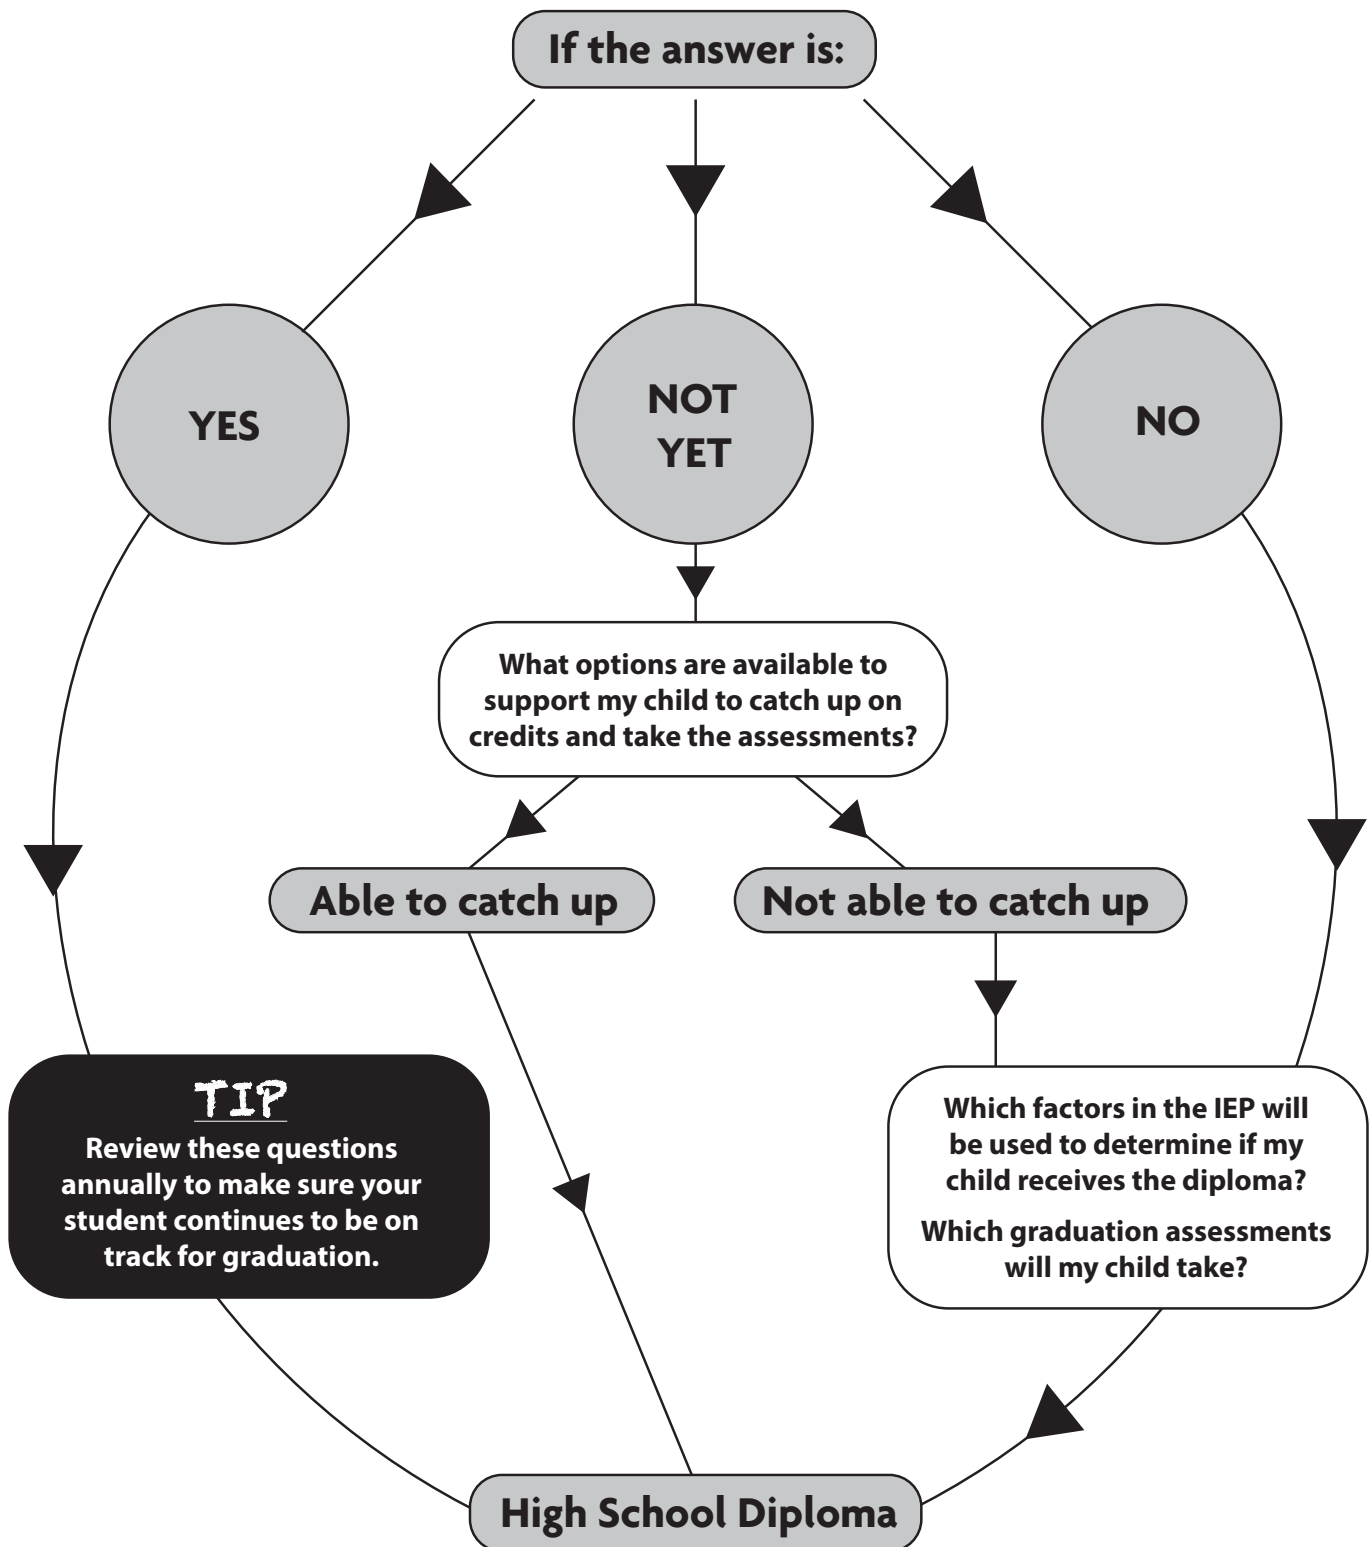 If the answer is:
YES
NOT
YET
NO
What options are available to
support my child to catch up on
credits and take the assessments?
Able to catch up
Not able to catch up
TIP
Review these questions
annually to make sure your
student continues to be on
track for graduation.
Which factors in the IEP will
be used to determine if my
child receives the diploma?
Which graduation assessments
will my child take?
High School Diploma